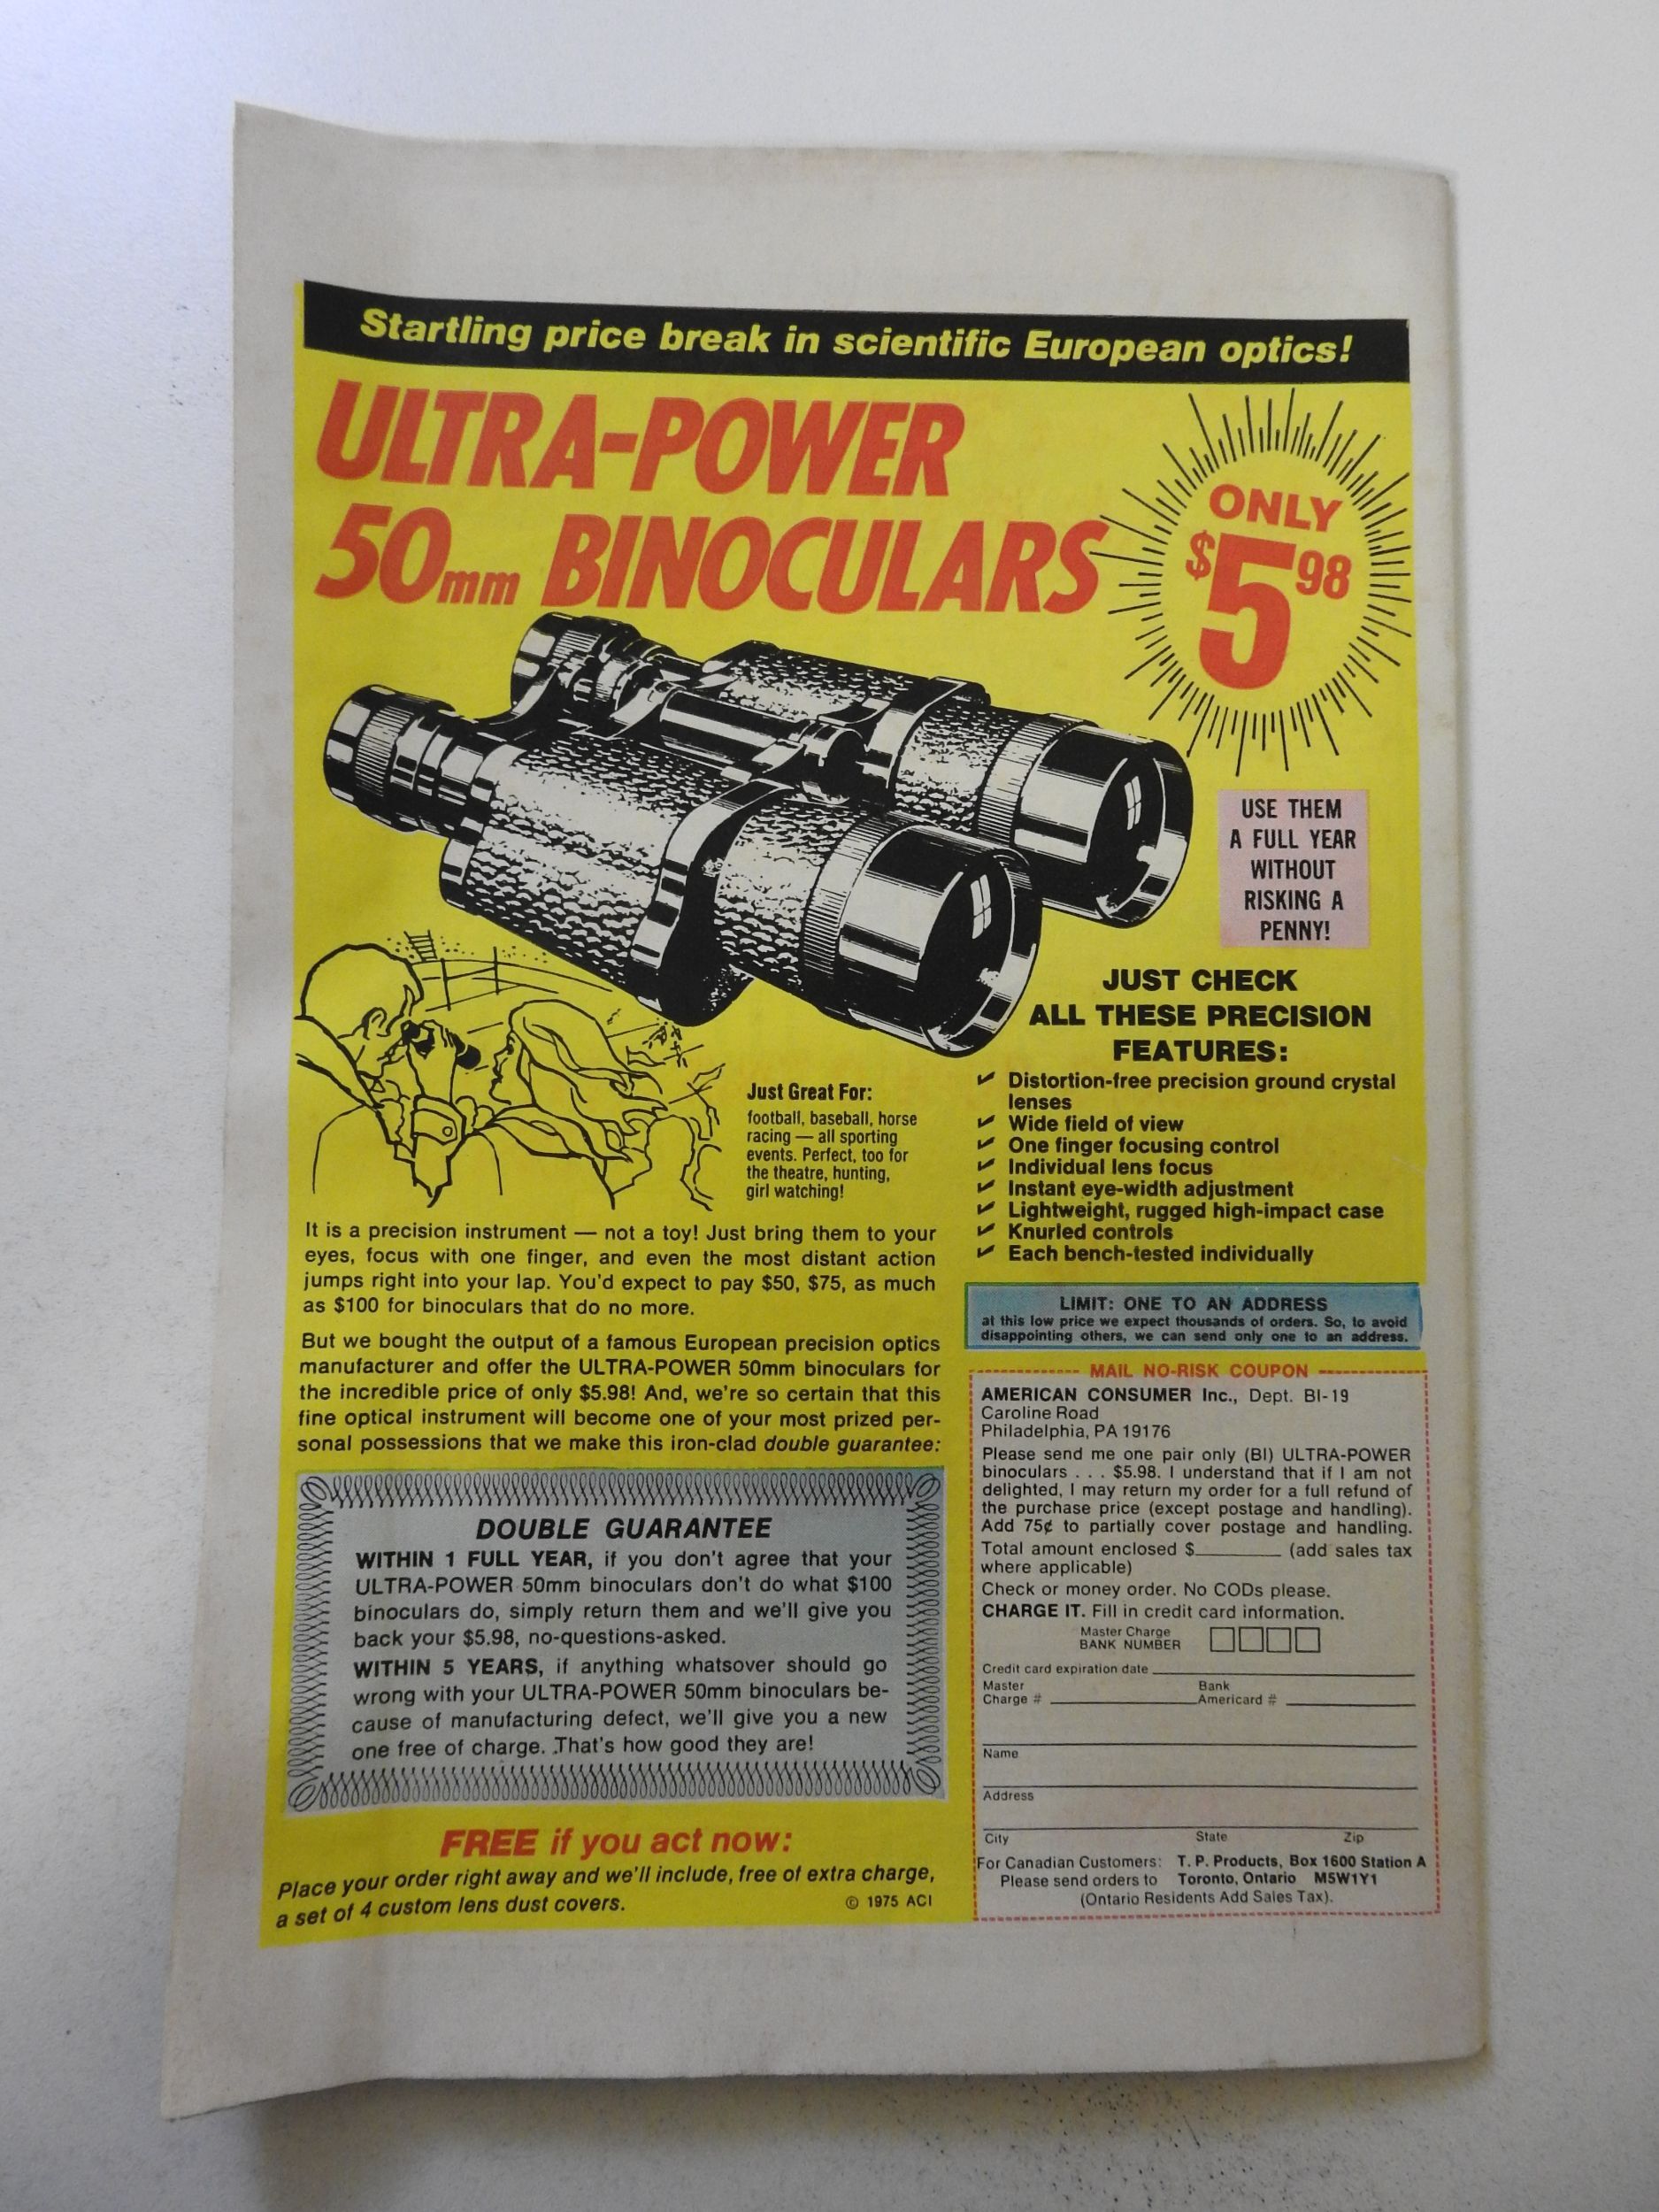 Startling price break in scientific European optics!
ULTRA-POWER
50mm BINOCULARS
ONLY
$5 98
USE THEM
A FULL YEAR
WITHOUT
RISKING A
PENNY!
JUST CHECK
ALL THESE PRECISION
FEATURES:
✔ Distortion-free precision ground crystal
lenses
✔ Wide field of view
✔ One finger focusing control
✔ Individual lens focus
✔ Instant eye-width adjustment
✔ Lightweight, rugged high-impact case
✔ Knurled controls
✔ Each bench-tested individually
Just Great For:
football, baseball, horse
racing — all sporting
events. Perfect, too for
the theatre, hunting,
girl watching!
It is a precision instrument — not a toy! Just bring them to your
eyes, focus with one finger, and even the most distant action
jumps right into your lap. You'd expect to pay $50, $75, as much
as $100 for binoculars that do no more.
But we bought the output of a famous European precision optics
manufacturer and offer the ULTRA-POWER 50mm binoculars for
the incredible price of only $5.98! And, we're so certain that this
fine optical instrument will become one of your most prized per-
sonal possessions that we make this iron-clad double guarantee:
DOUBLE GUARANTEE
WITHIN 1 FULL YEAR, if you don't agree that your
ULTRA-POWER 50mm binoculars don't do what $100
binoculars do, simply return them and we'll give you
back your $5.98, no-questions-asked.
WITHIN 5 YEARS, if anything whatsover should go
wrong with your ULTRA-POWER 50mm binoculars be-
cause of manufacturing defect, we'll give you a new
one free of charge. That's how good they are!
FREE if you act now:
Place your order right away and we'll include, free of extra charge,
a set of 4 custom lens dust covers.
© 1975 ACI
LIMIT: ONE TO AN ADDRESS
at this low price we expect thousands of orders. So, to avoid
disappointing others, we can send only one to an address.
MAIL NO-RISK COUPON
AMERICAN CONSUMER Inc., Dept. BI-19
Caroline Road
Philadelphia, PA 19176
Please send me one pair only (BI) ULTRA-POWER
binoculars . . . $5.98. I understand that if I am not
delighted, I may return my order for a full refund of
the purchase price (except postage and handling).
Add 75¢ to partially cover postage and handling.
Total amount enclosed $________ (add sales tax
where applicable)
Check or money order. No CODs please.
CHARGE IT. Fill in credit card information.
Master Charge
BANK NUMBER
Credit card expiration date
Master Bank
Charge # Americard #
Name
Address
City State Zip
For Canadian Customers: T. P. Products, Box 1600 Station A
Please send orders to Toronto, Ontario M5W1Y1
(Ontario Residents Add Sales Tax).